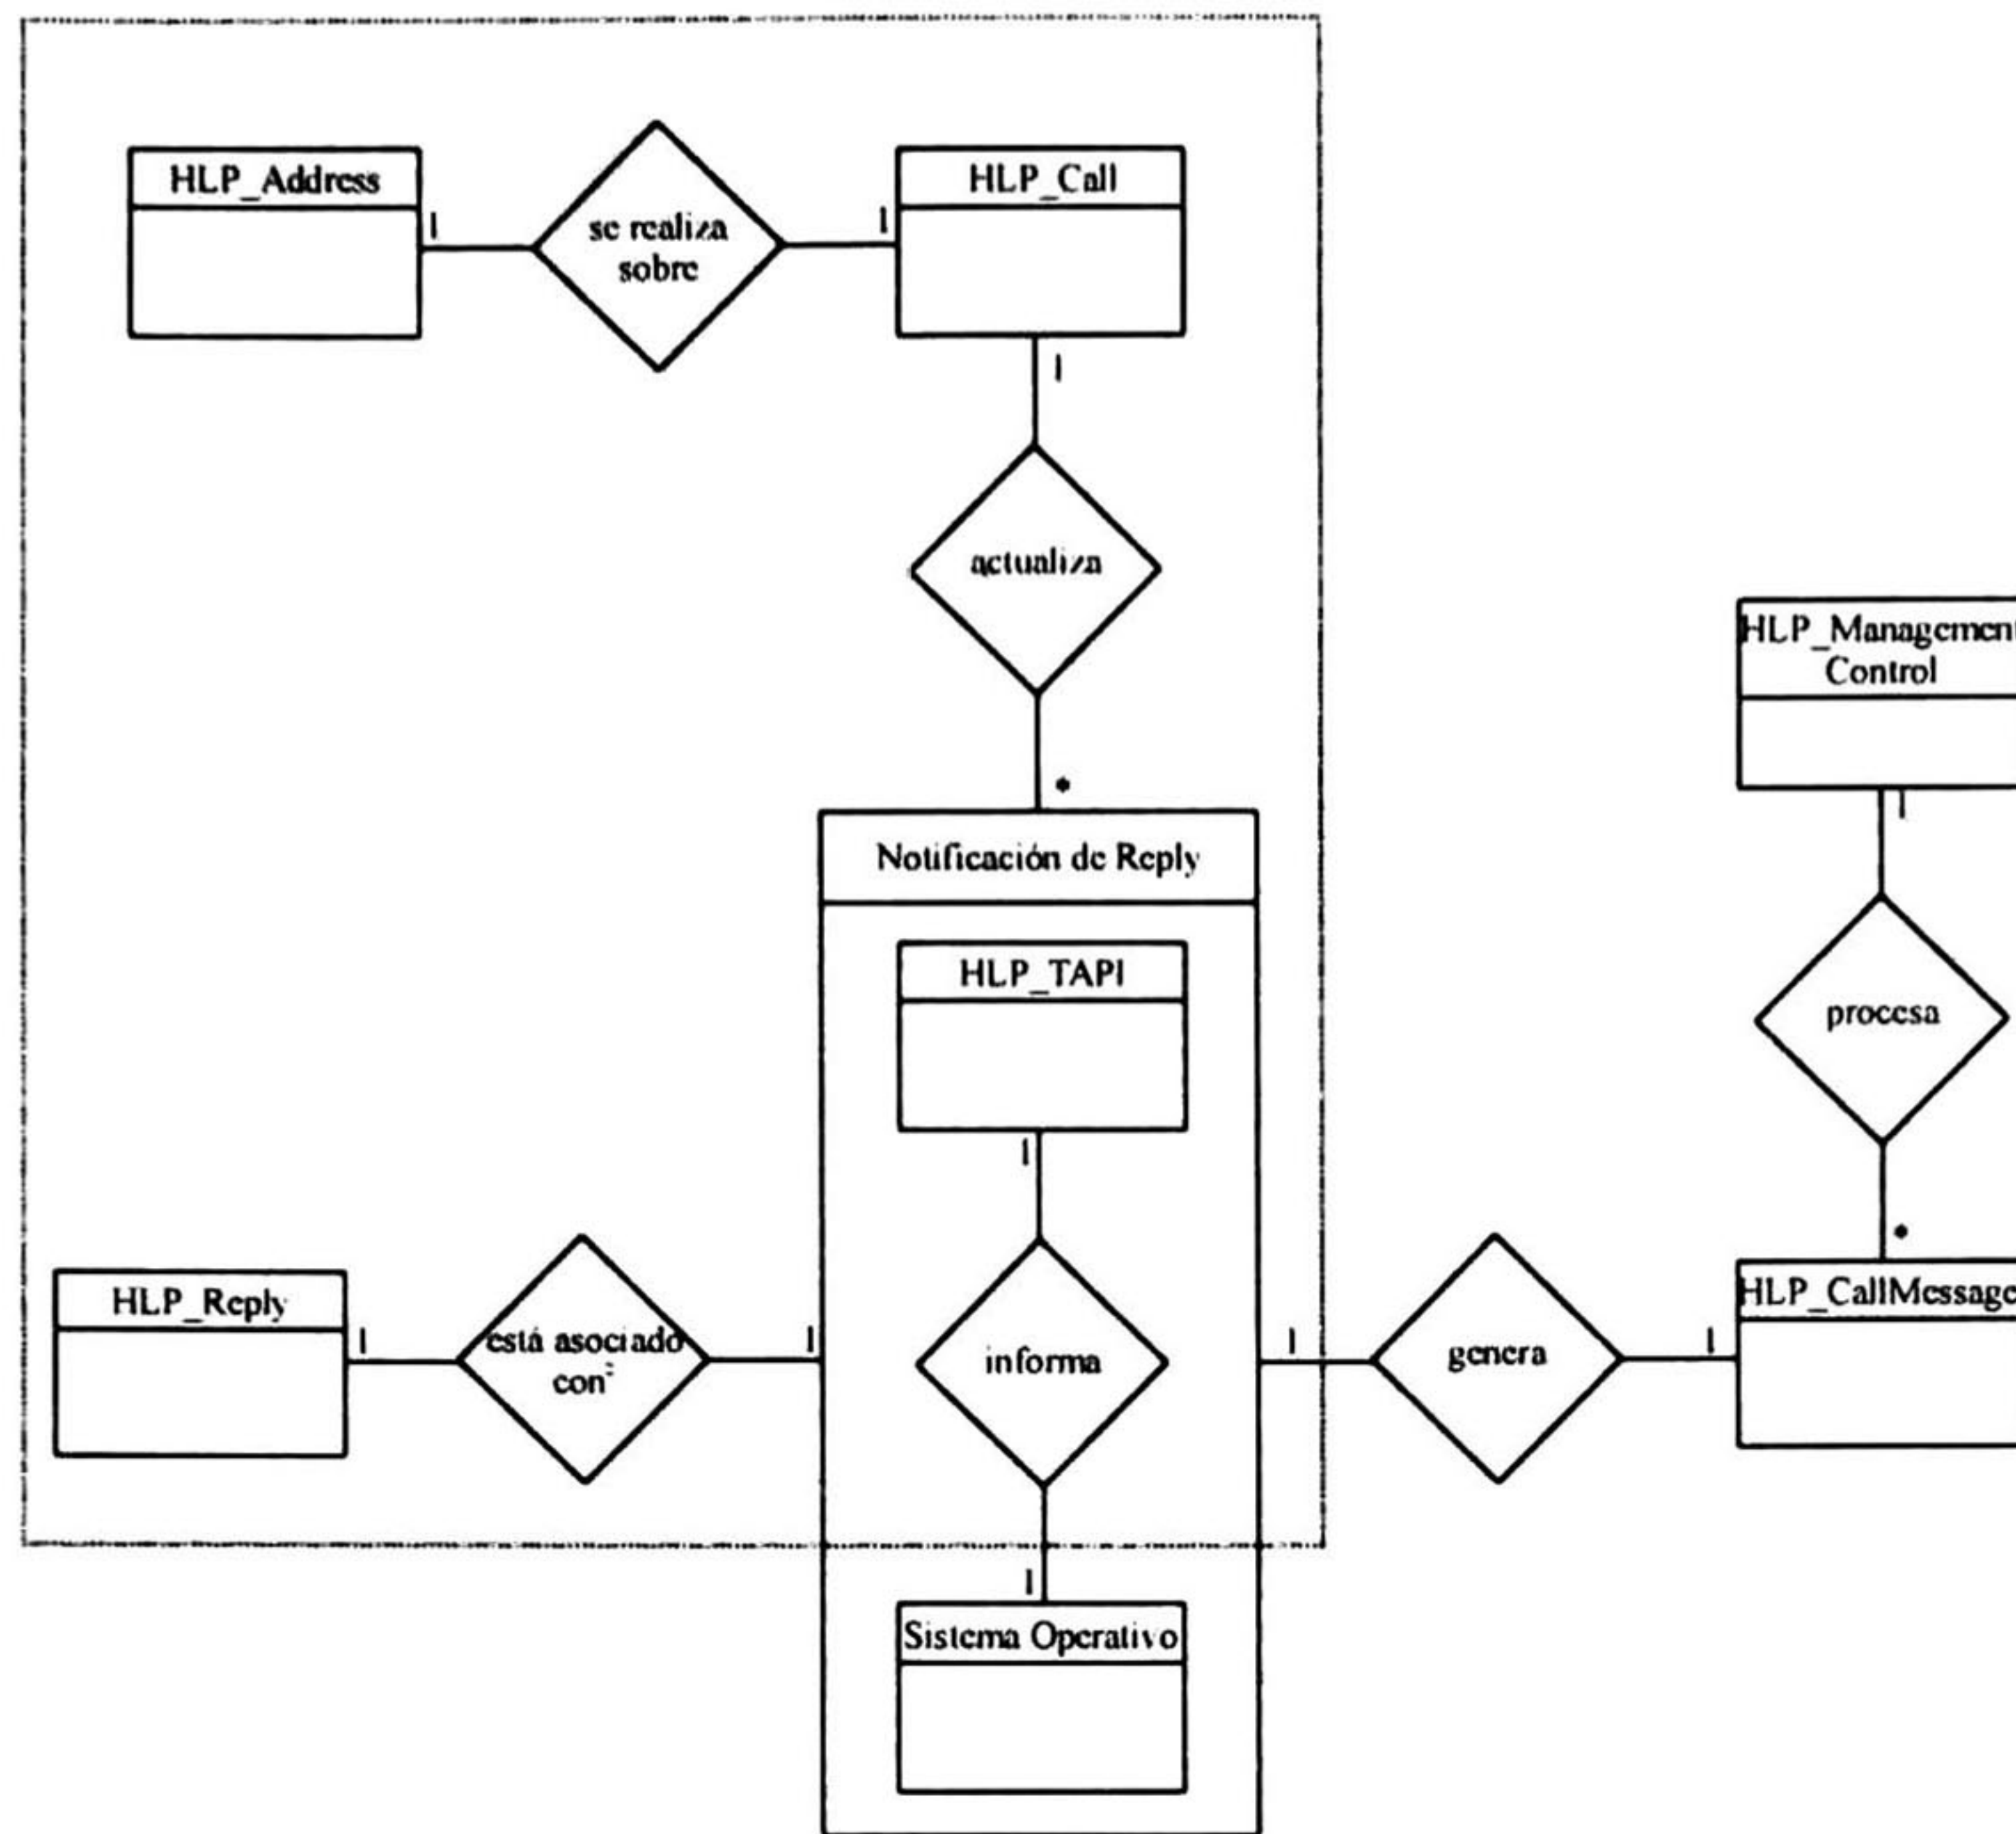 HLP_Address
1
se realiza
sobre
1
HLP_Call
1
actualiza
*
Notificación de Reply
HLP_TAPI
1
informa
1
Sistema Operativo
HLP_Reply
1
está asociado
con
1
1
genera
1
HLP_Management
Control
1
procesa
*
HLP_CallMessage